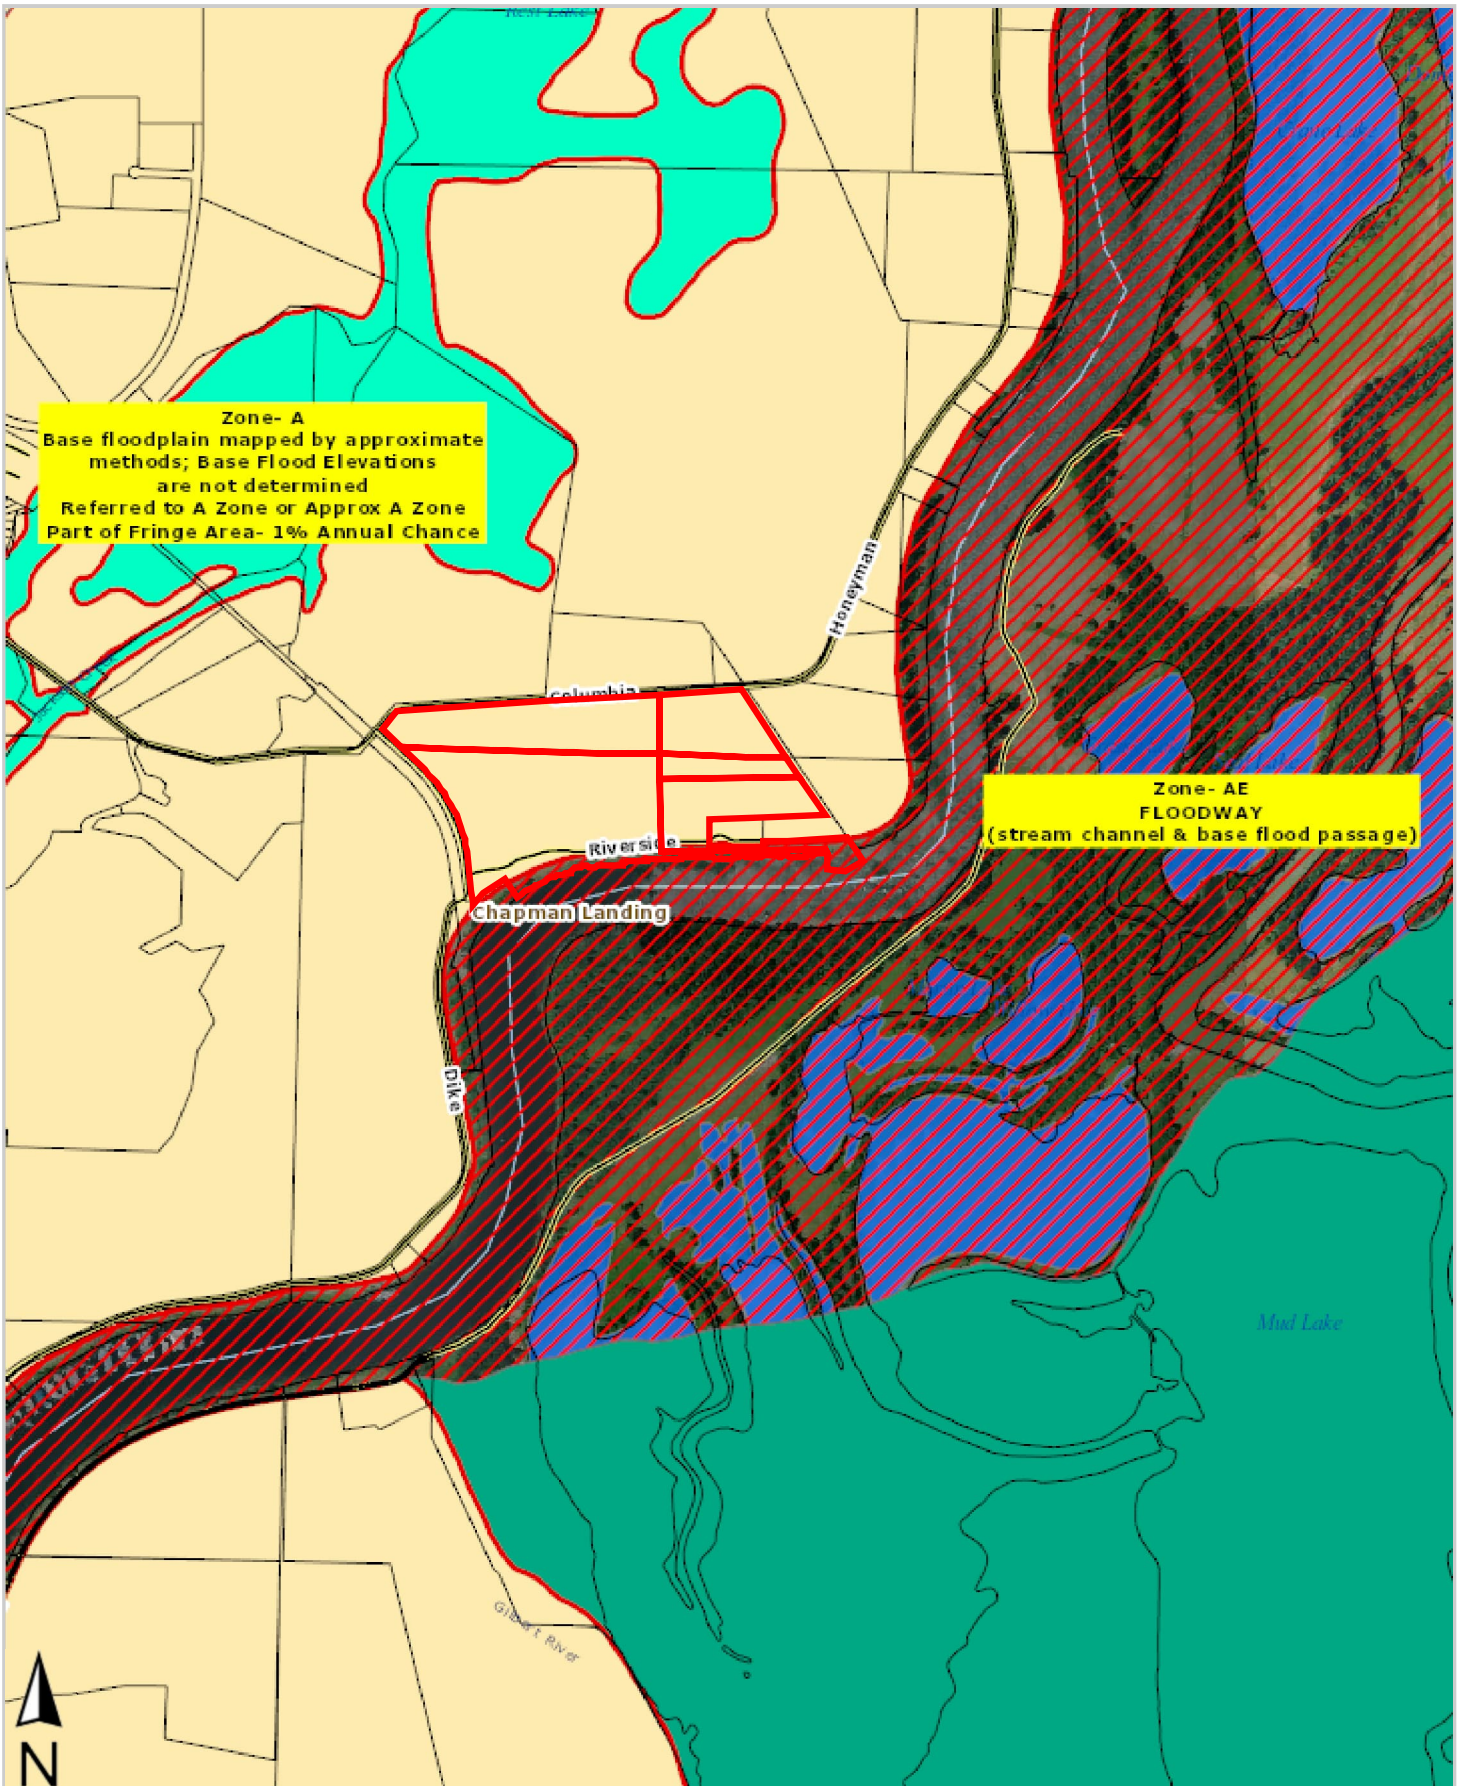 Rest Lake
Zone- A
Base floodplain mapped by approximate
methods; Base Flood Elevations
are not determined
Referred to A Zone or Approx A Zone
Part of Fringe Area- 1% Annual Chance
Honeyman
Columbia
Zone- AE
FLOODWAY
(stream channel & base flood passage)
Riverside
Chapman Landing
Dike
Mud Lake
Gilbert River
N